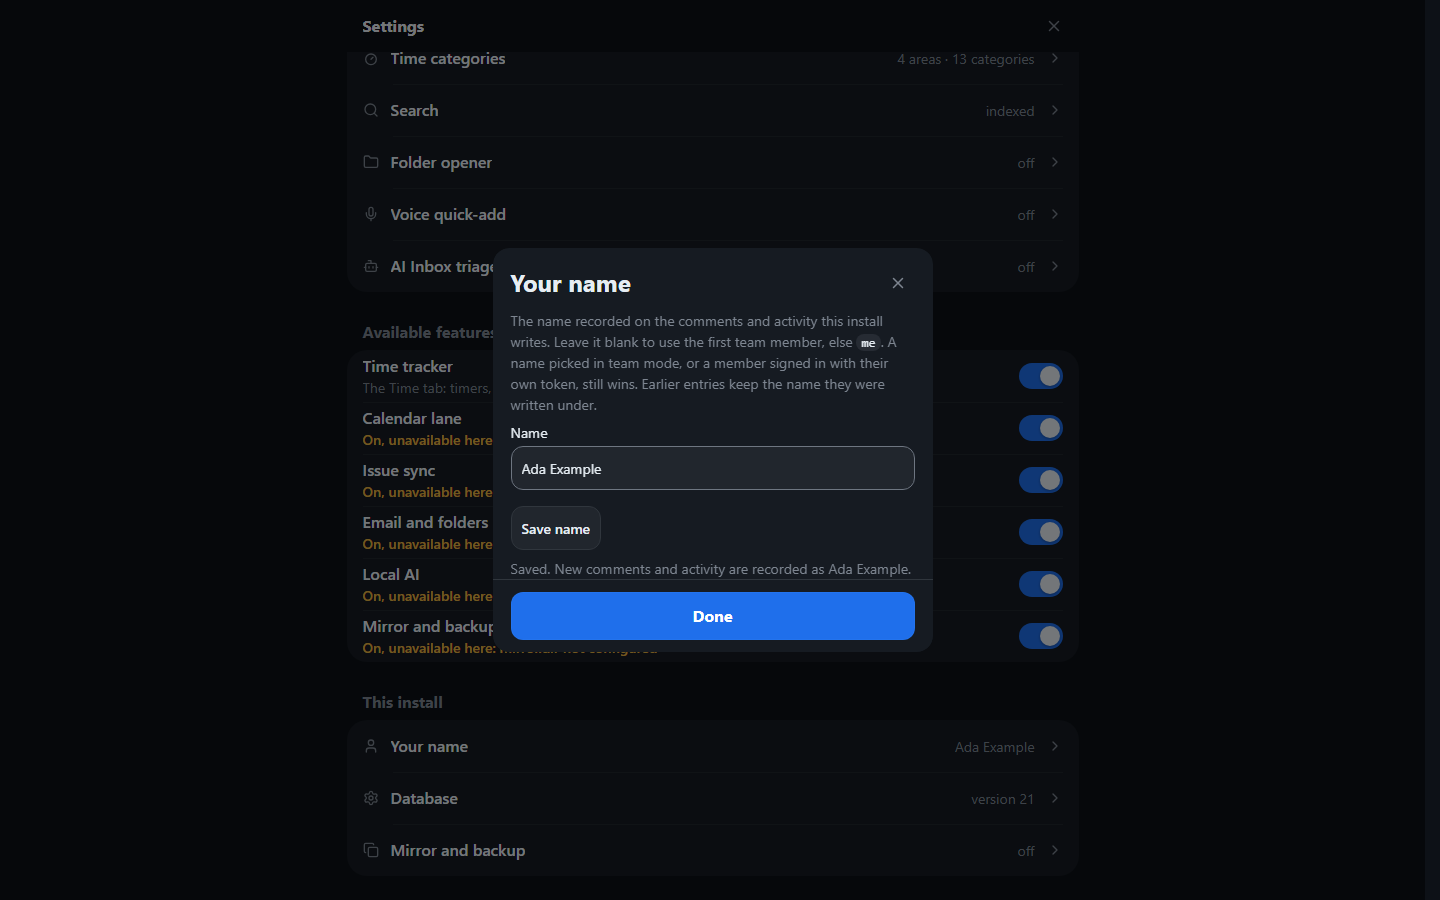 Settings
Time categories
4 areas · 13 categories
Search
indexed
Folder opener
off
Voice quick-add
off
AI Inbox triage
off
Your name
The name recorded on the comments and activity this install
writes. Leave it blank to use the first team member, else me. A
name picked in team mode, or a member signed in with their
own token, still wins. Earlier entries keep the name they were
written under.
Name
Ada Example
Save name
Saved. New comments and activity are recorded as Ada Example.
Done
Available features
Time tracker
The Time tab: timers,
Calendar lane
On, unavailable here
Issue sync
On, unavailable here
Email and folders
On, unavailable here
Local AI
On, unavailable here
Mirror and backup
On, unavailable here:
This install
Your name
Ada Example
Database
version 21
Mirror and backup
off